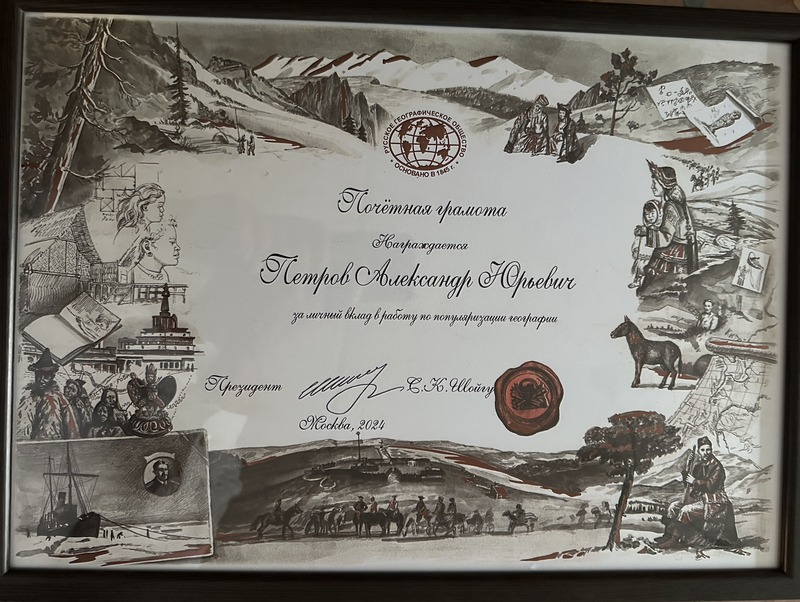 РУССКОЕ ГЕОГРАФИЧЕСКОЕ ОБЩЕСТВО
• ОСНОВАНО В 1845 г. •
Почётная грамота
Награждается
Петров Александр Юрьевич
за личный вклад в работу по популяризации географии
Президент С.К.Шойгу
Москва, 2024